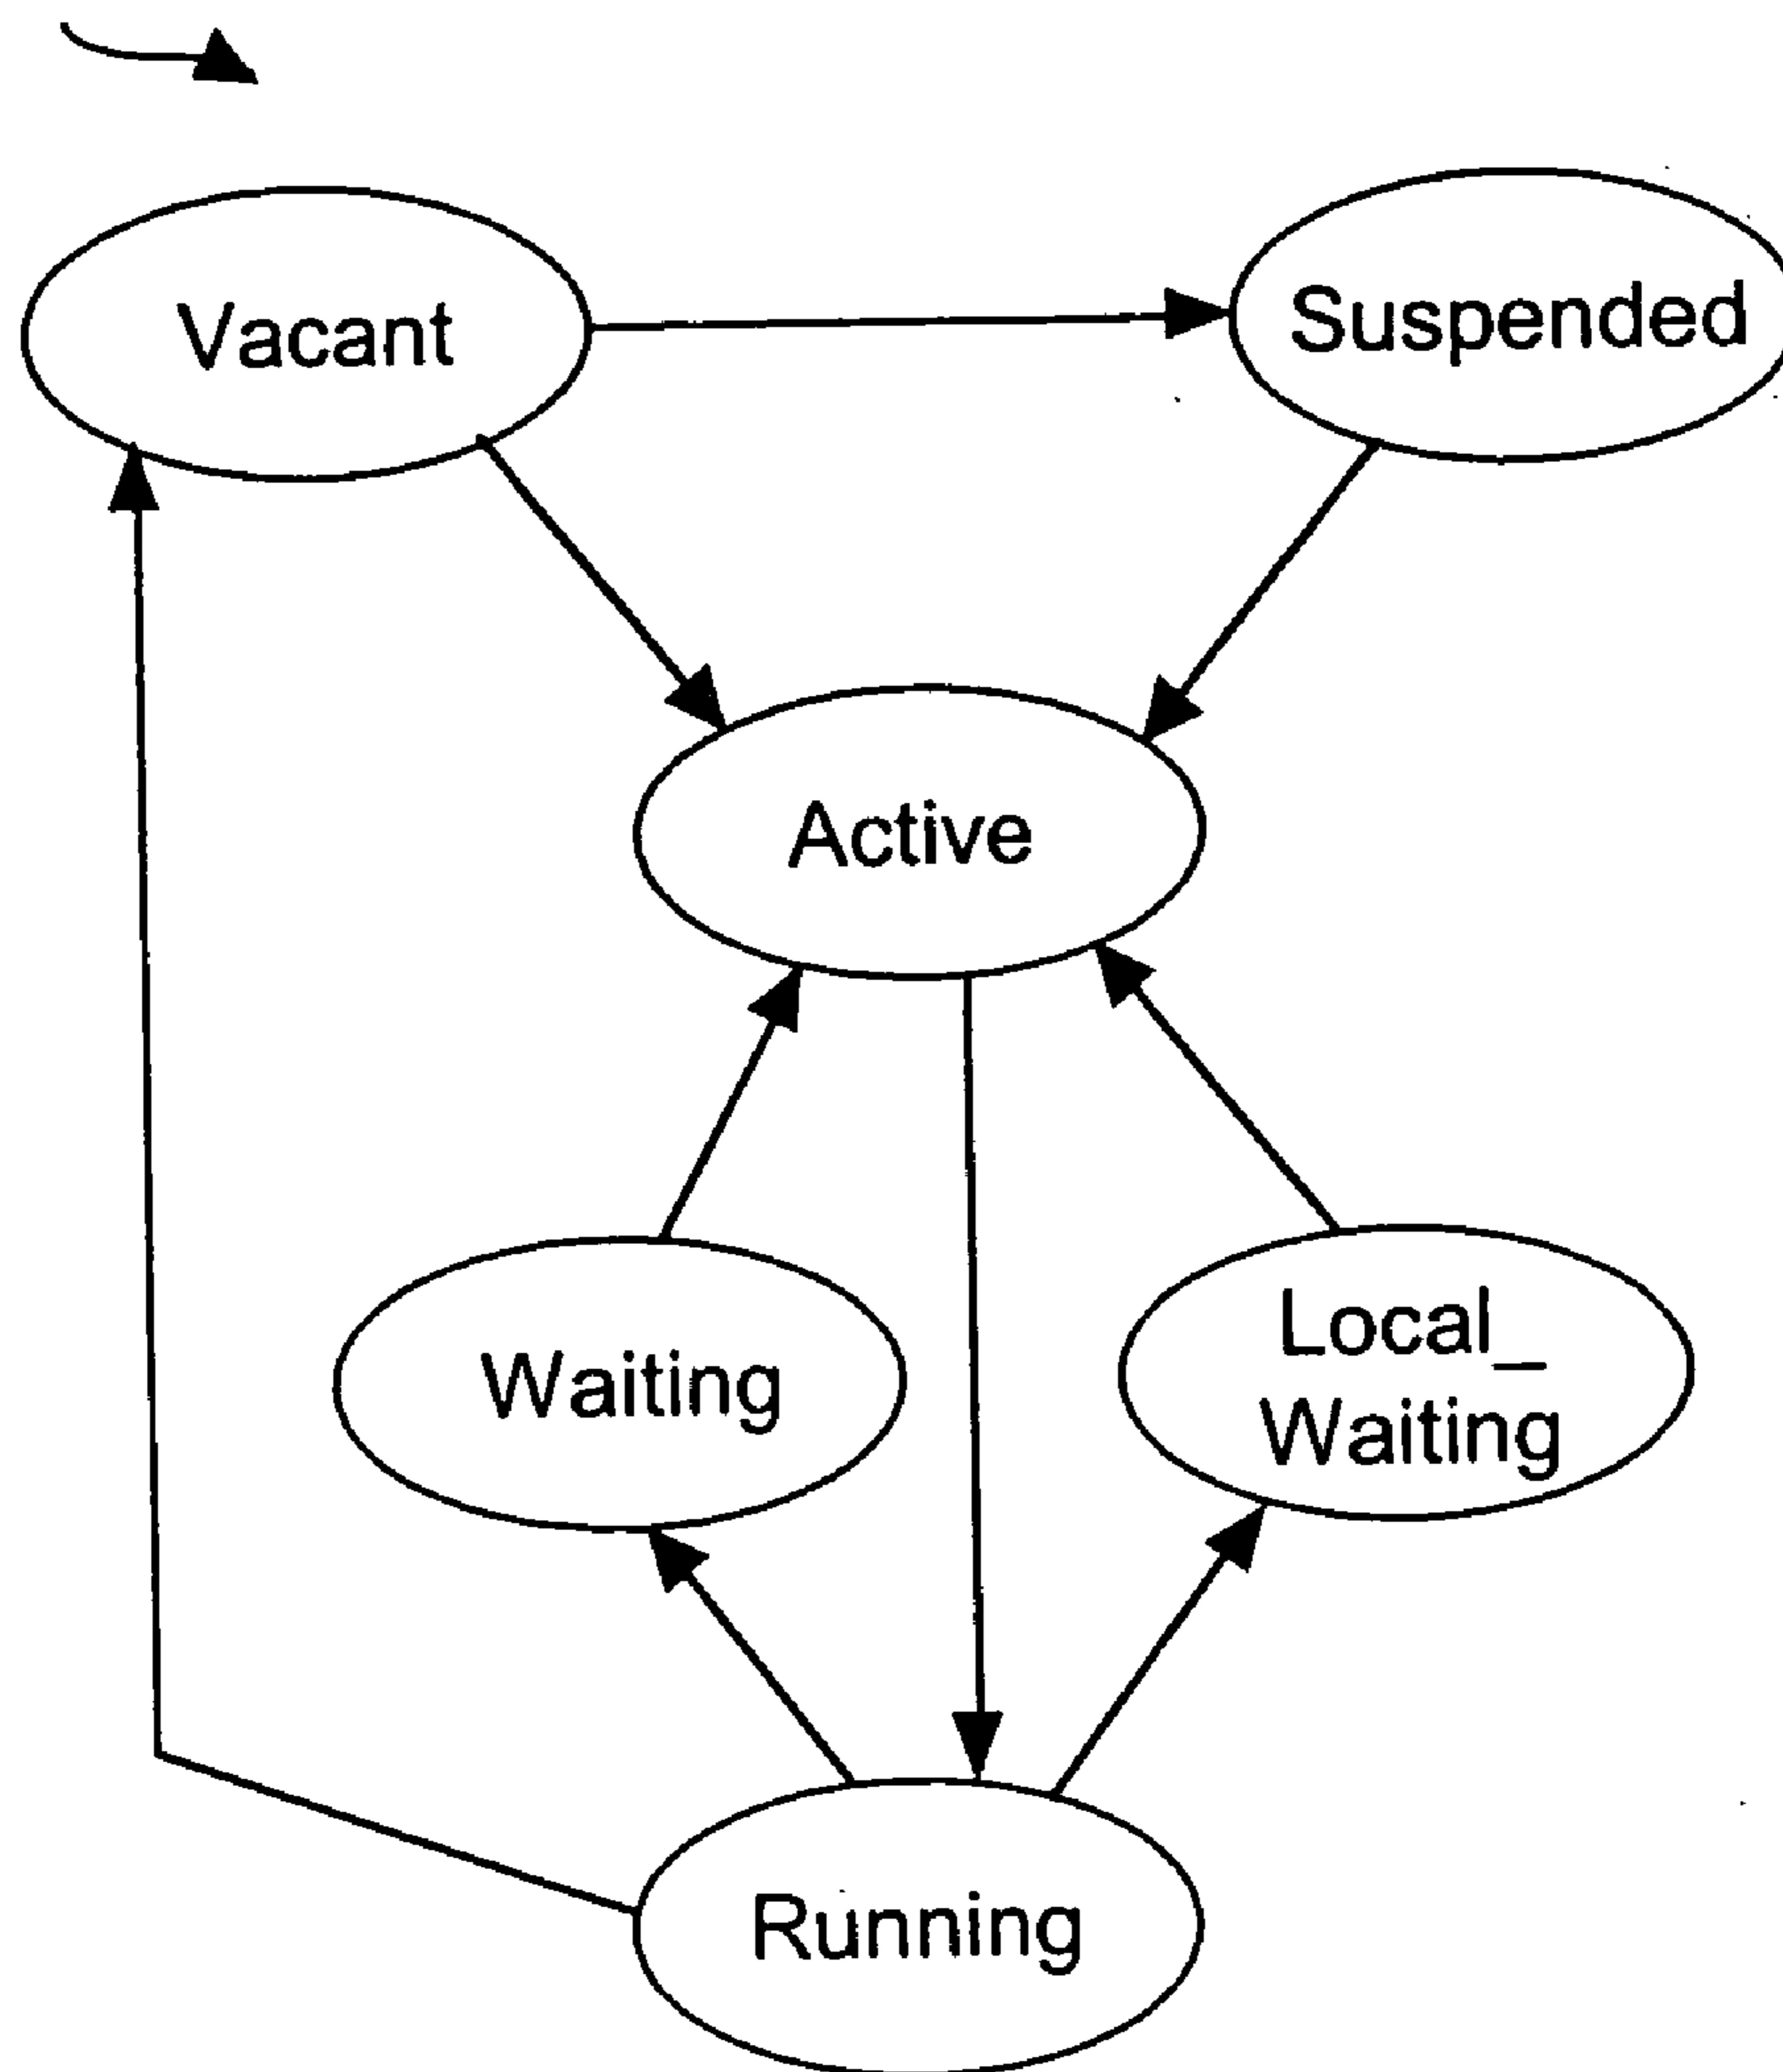 Vacant
Suspended
Active
Waiting
Local_
Waiting
Running